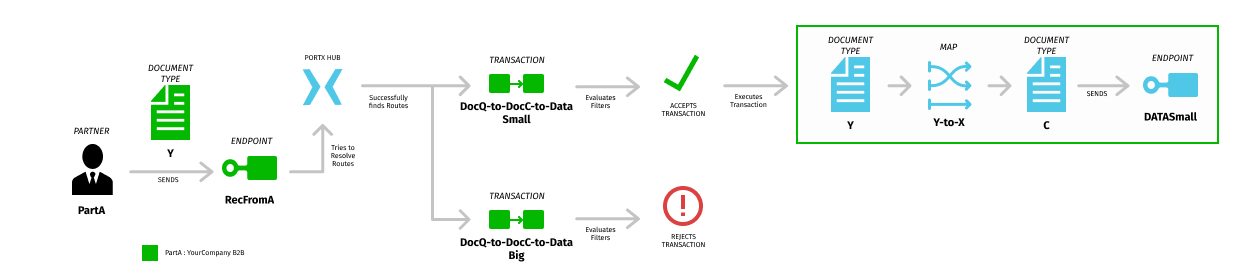 PARTNER
PartA
DOCUMENT
TYPE
Y
SENDS
ENDPOINT
RecFromA
PORTX HUB
Tries to
Resolve
Routes
Successfully
finds Routes
TRANSACTION
DocQ-to-DocC-to-Data
Small
Evaluates
Filters
ACCEPTS
TRANSACTION
Executes
Transaction
DOCUMENT
TYPE
Y
MAP
Y-to-X
DOCUMENT
TYPE
C
SENDS
ENDPOINT
DATASmall
TRANSACTION
DocQ-to-DocC-to-Data
Big
Evaluates
Filters
REJECTS
TRANSACTION
PartA : YourCompany B2B